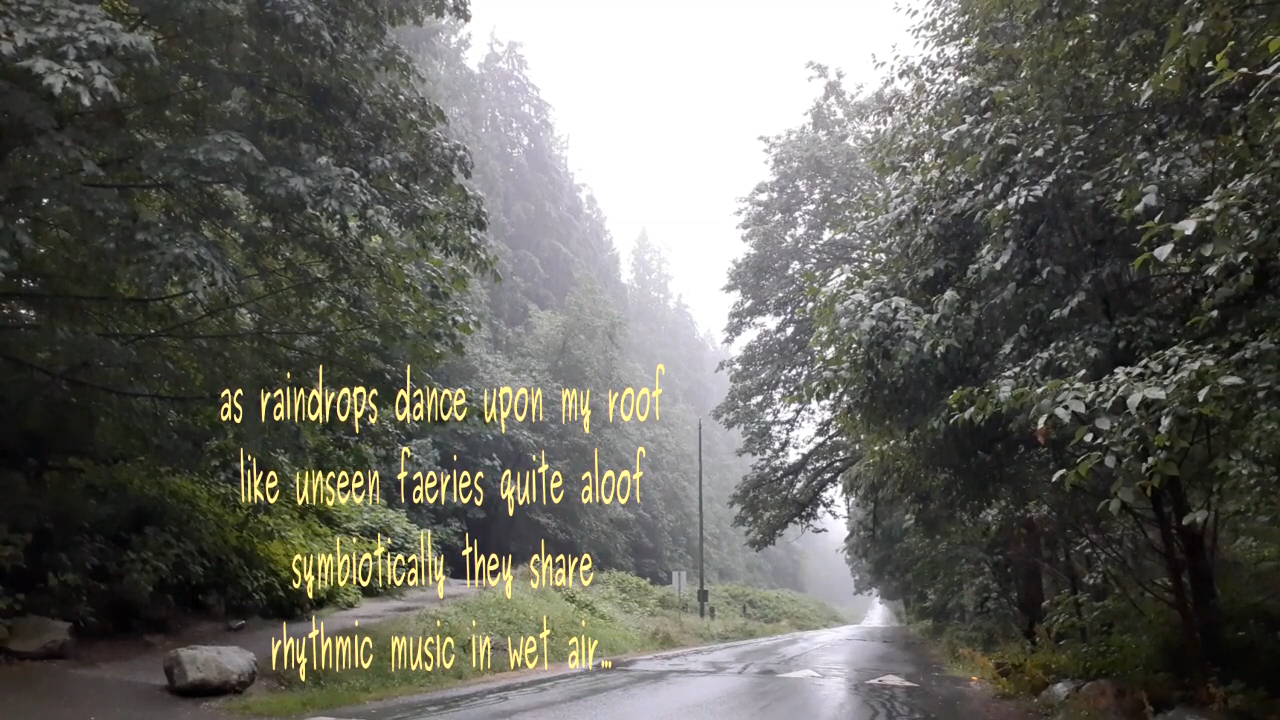 as raindrops dance upon my roof
like unseen faeries quite aloof
symbiotically they share
rhythmic music in wet air...